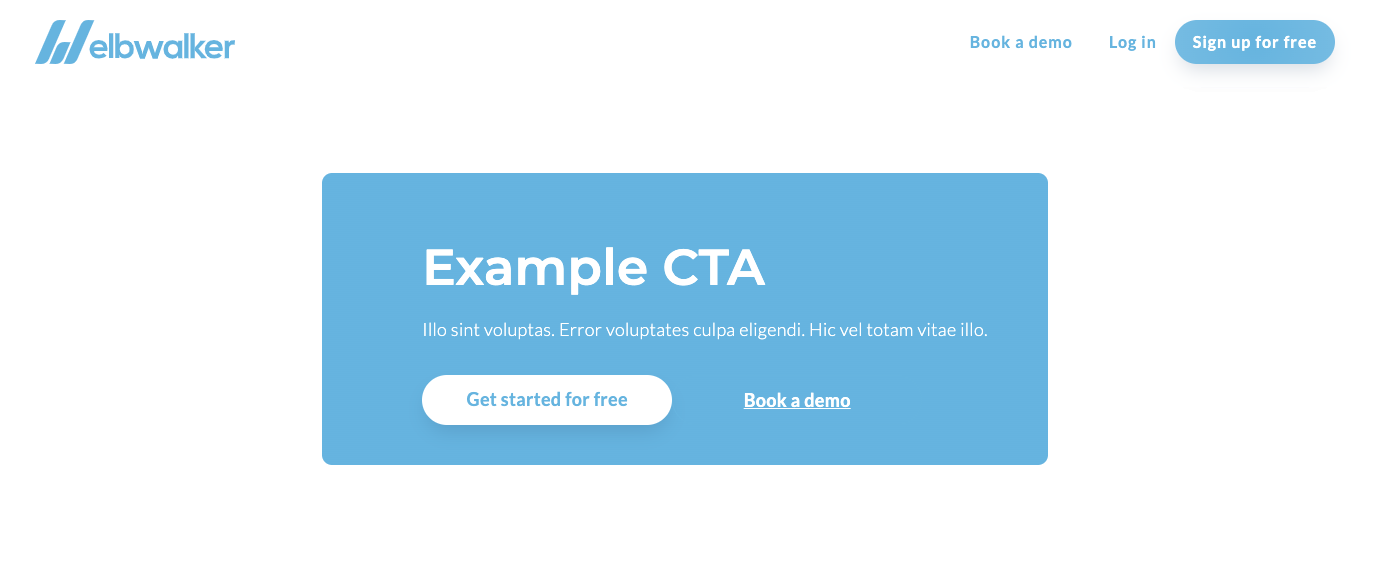 elbwalker
Book a demo
Log in
Sign up for free
Example CTA
Illo sint voluptas. Error voluptates culpa eligendi. Hic vel totam vitae illo.
Get started for free
Book a demo